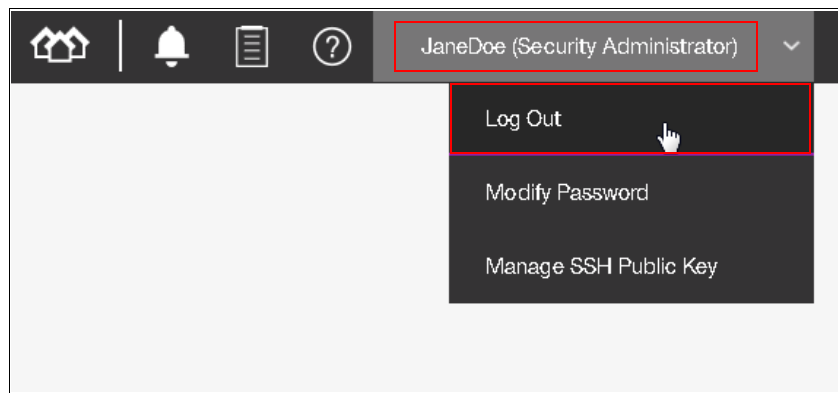 JaneDoe (Security Administrator)
Log Out
Modify Password
Manage SSH Public Key